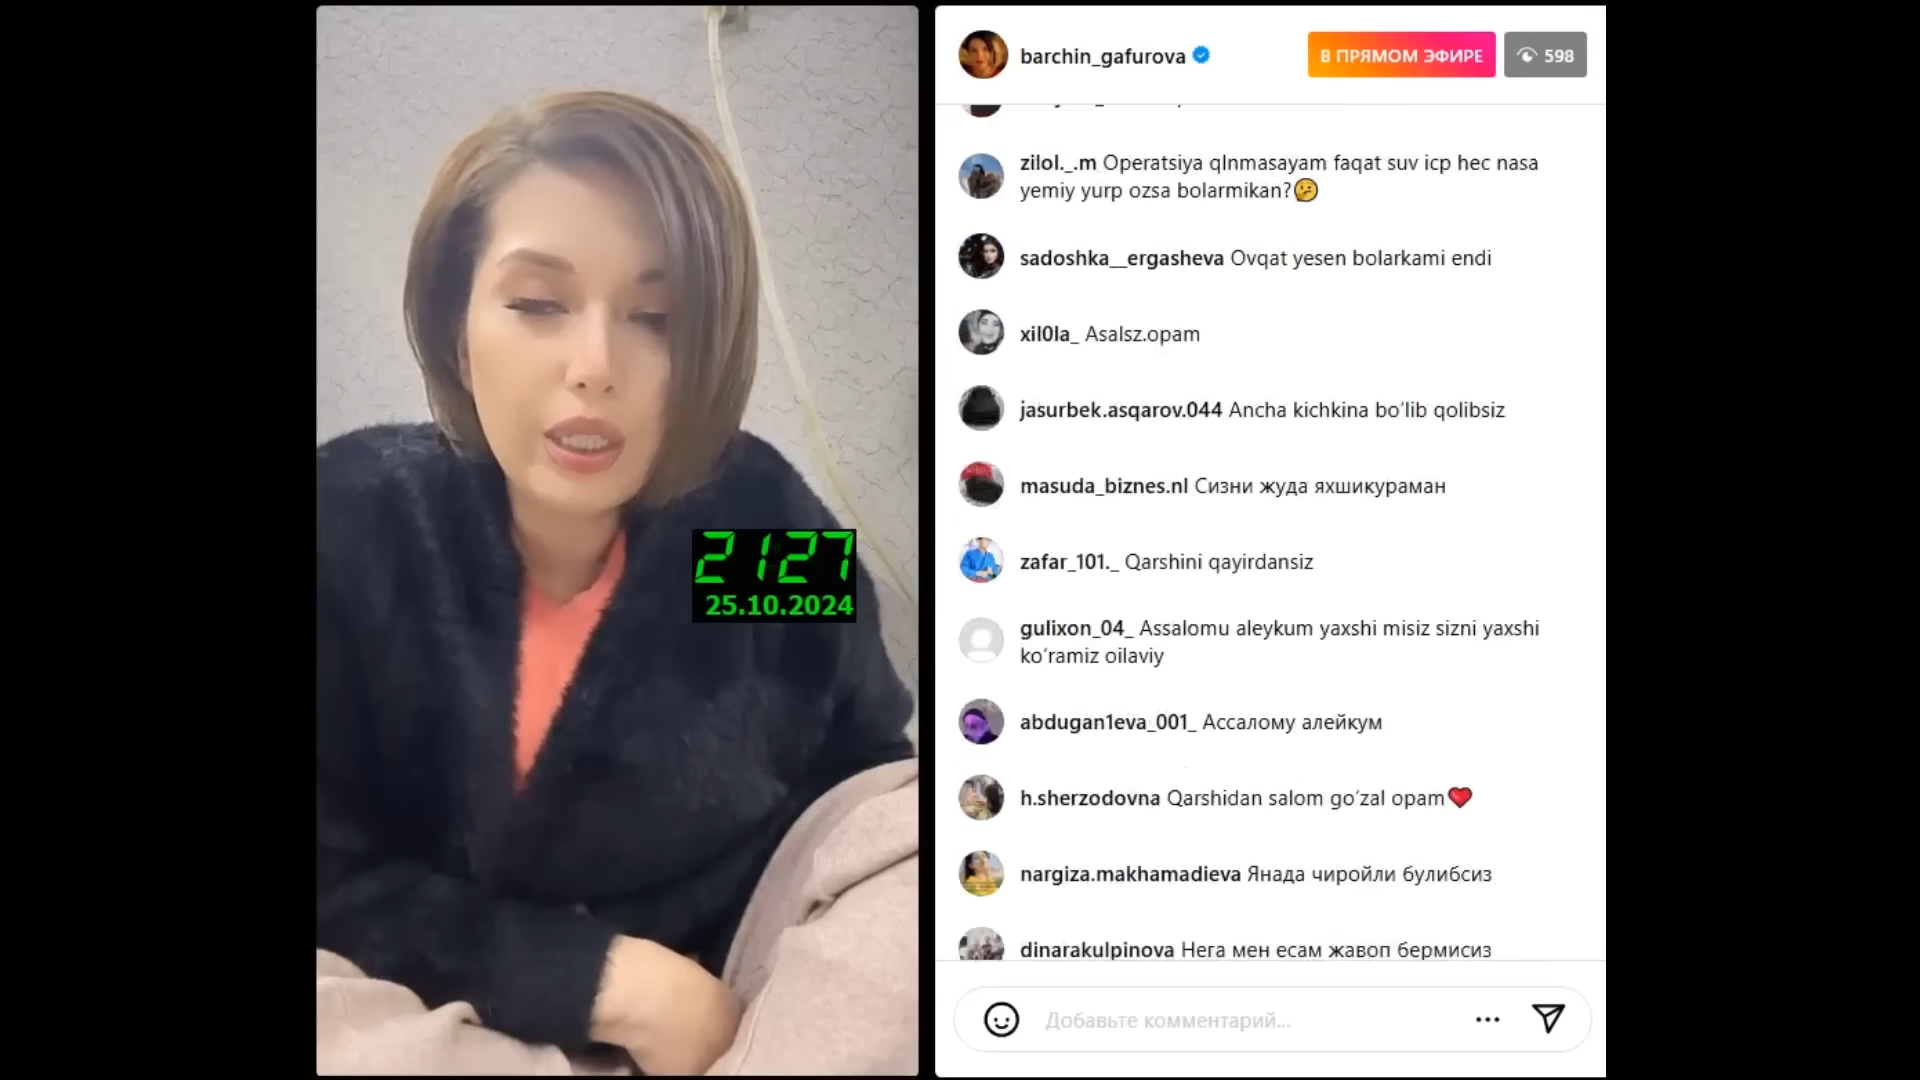 barchin_gafurova
В ПРЯМОМ ЭФИРЕ
598
zilol._.m Operatsiya qlnmasayam faqat suv icp hec nasa
yemiy yurp ozsa bolarmikan?🤔
sadoshka__ergasheva Ovqat yesen bolarkami endi
xil0la_ Asalsz.opam
jasurbek.asqarov.044 Ancha kichkina bo'lib qolibsiz
masuda_biznes.nl Сизни жуда яхшикураман
zafar_101._ Qarshini qayirdansiz
gulixon_04_ Assalomu aleykum yaxshi misiz sizni yaxshi
ko'ramiz oilaviy
abdugan1eva_001_ Ассалому алейкум
h.sherzodovna Qarshidan salom go'zal opam❤️
nargiza.makhamadieva Янада чиройли булибсиз
dinarakulpinova Нега мен есам жавоп бермисиз
Добавьте комментарий...
21:27
25.10.2024